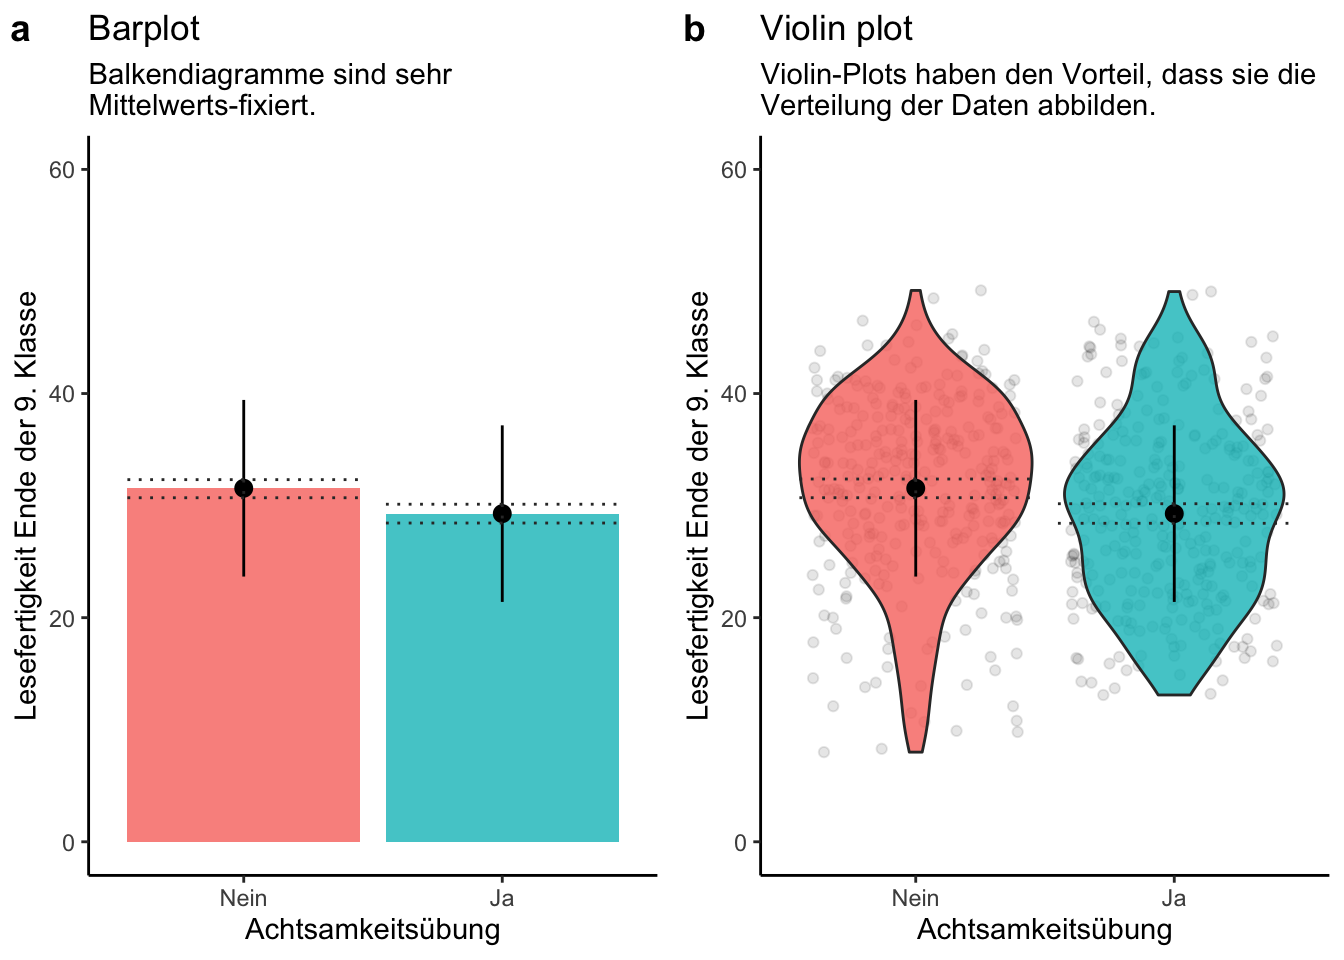 a
Barplot
Balkendiagramme sind sehr
Mittelwerts-fixiert.
Lesefertigkeit Ende der 9. Klasse
60
40
20
0
Nein
Ja
Achtsamkeitsübung
b
Violin plot
Violin-Plots haben den Vorteil, dass sie die
Verteilung der Daten abbilden.
Lesefertigkeit Ende der 9. Klasse
60
40
20
0
Nein
Ja
Achtsamkeitsübung